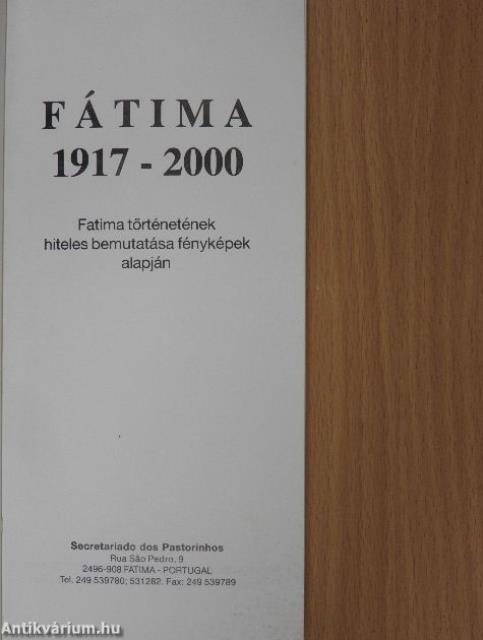 FÁTIMA
1917 - 2000
Fatima tőrténetének
hiteles bemutatása fényképek
alapján
Secretariado dos Pastorinhos
Rua São Pedro, 9
2496-908 FATIMA - PORTUGAL
Tel. 249 539780; 531282. Fax: 249 539789
Antikvárium.hu